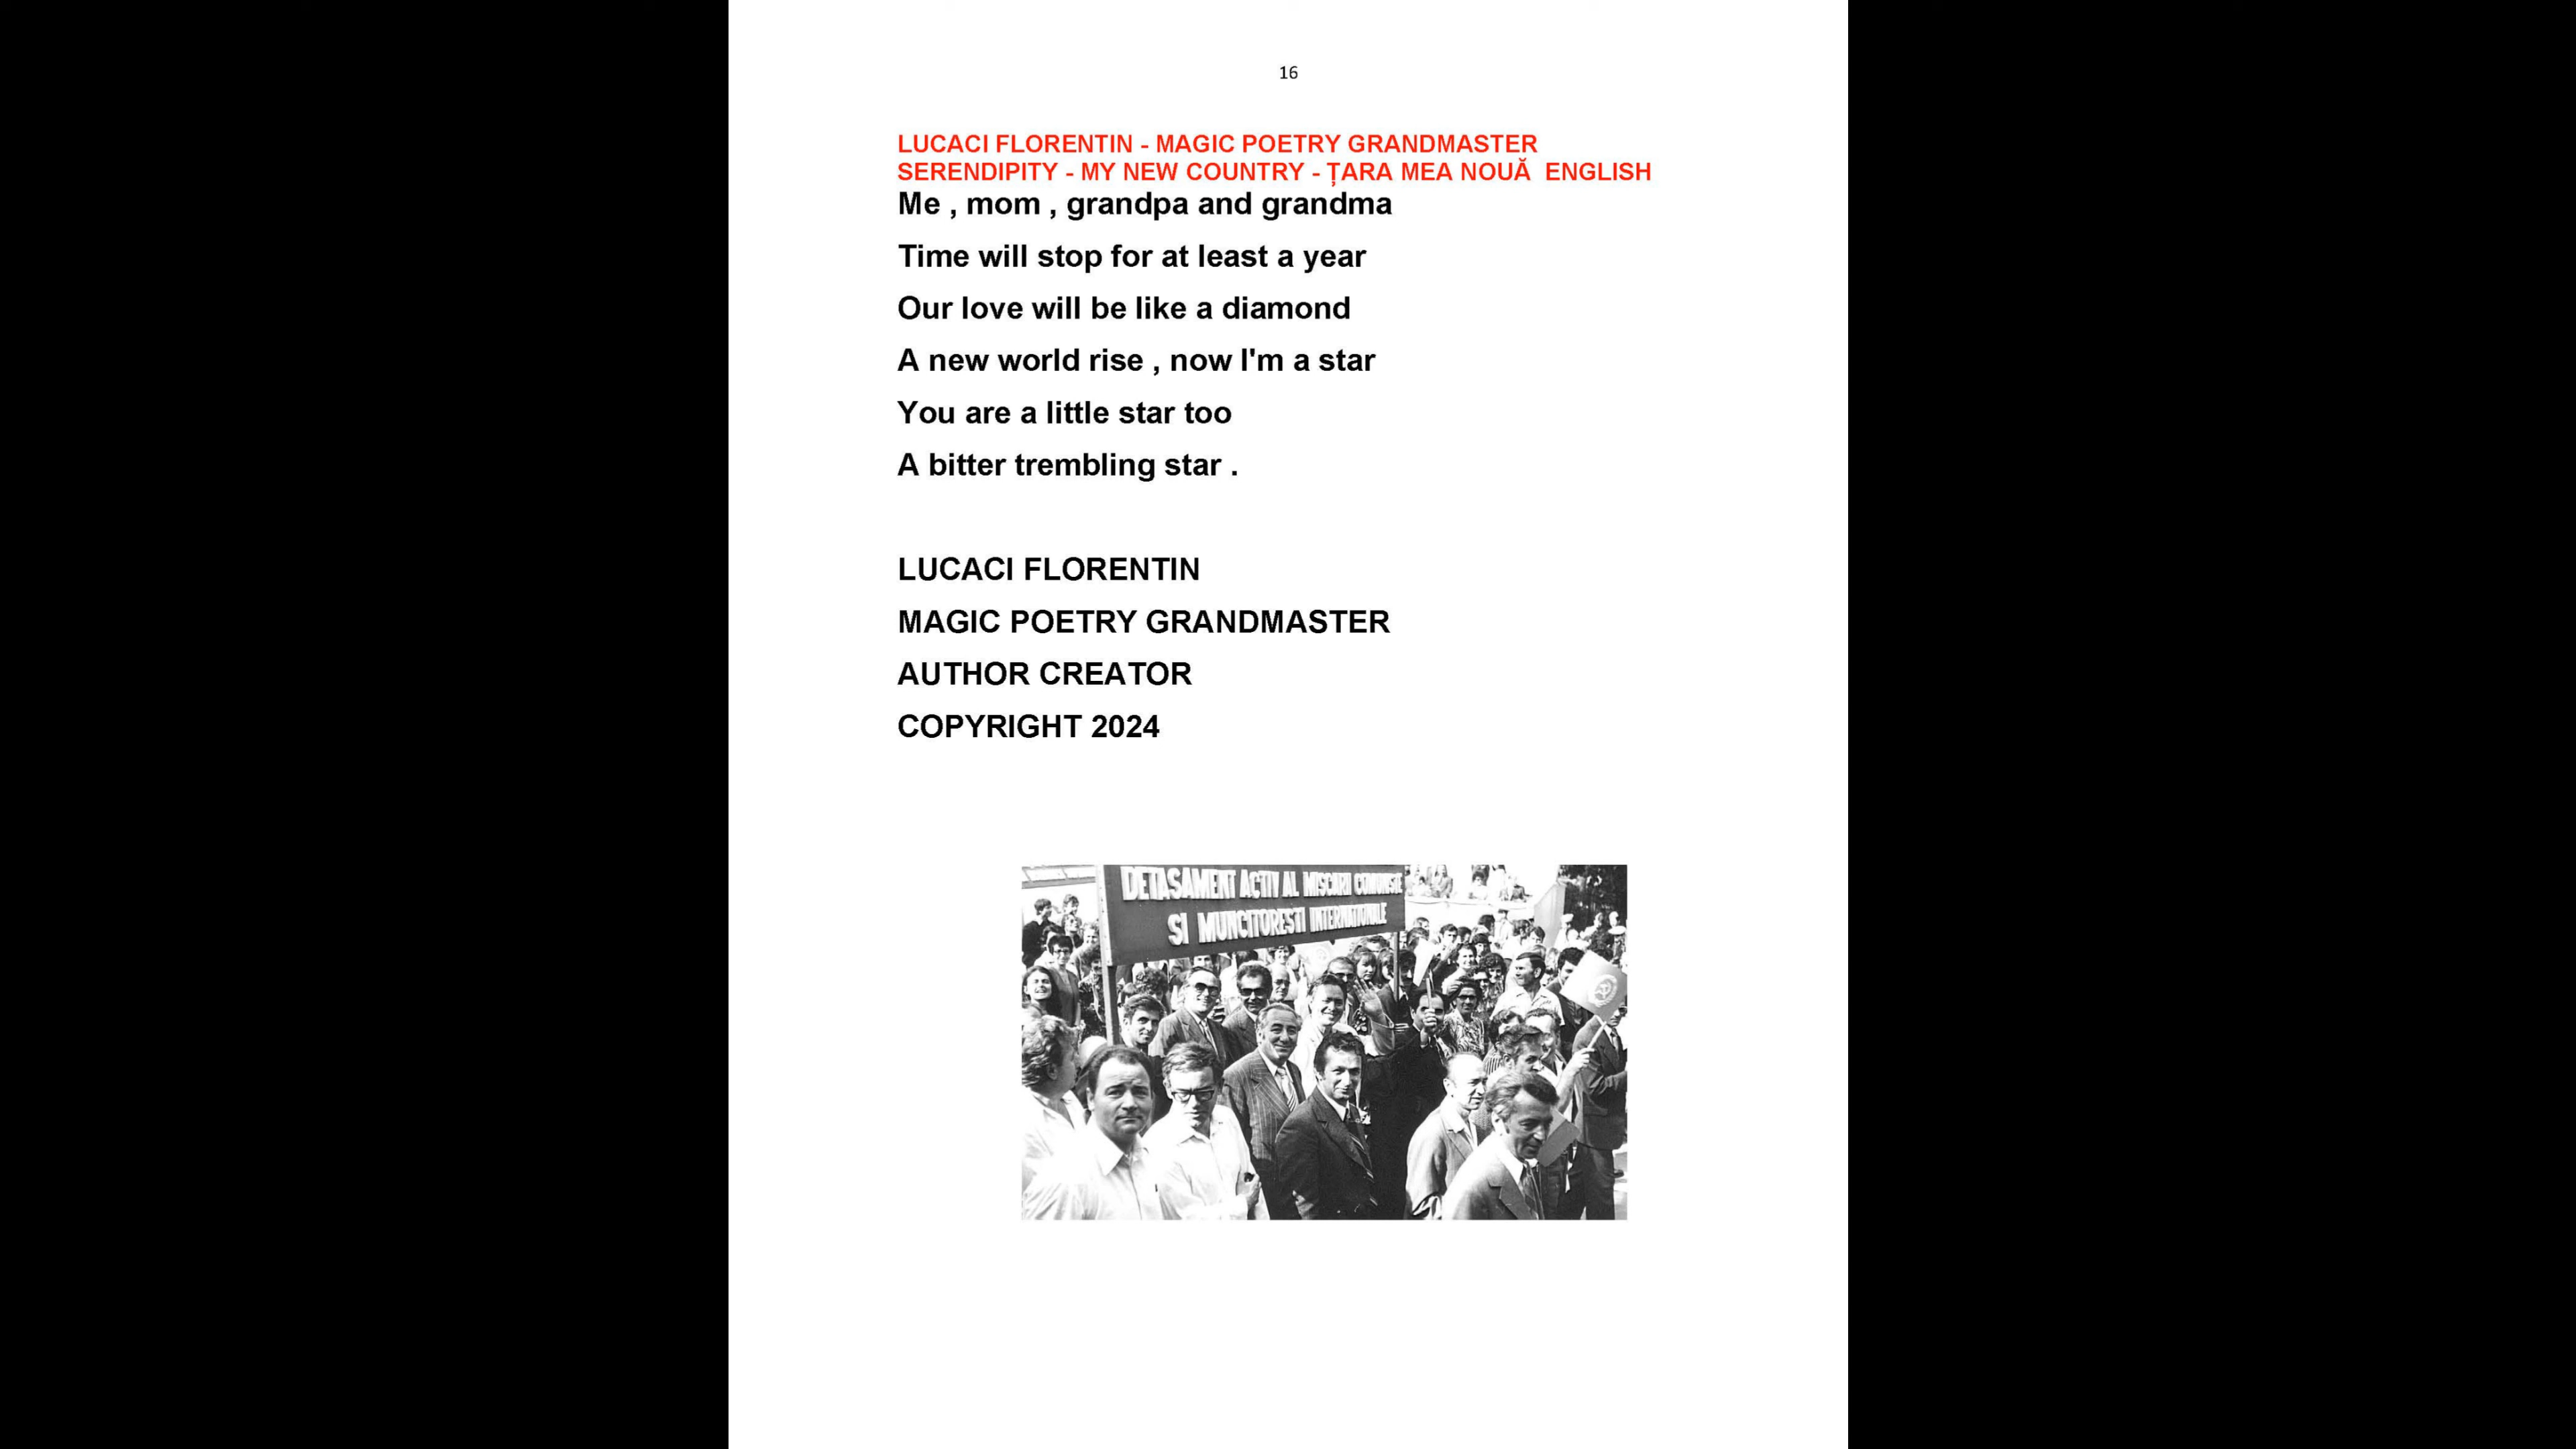 16
LUCACI FLORENTIN - MAGIC POETRY GRANDMASTER
SERENDIPITY - MY NEW COUNTRY - ȚARA MEA NOUĂ  ENGLISH
Me , mom , grandpa and grandma
Time will stop for at least a year
Our love will be like a diamond
A new world rise , now I'm a star
You are a little star too
A bitter trembling star .
LUCACI FLORENTIN
MAGIC POETRY GRANDMASTER
AUTHOR CREATOR
COPYRIGHT 2024
DETASAMENT ACTIV AL MISCARII COMUNISTE
SI MUNCITORESTI INTERNATIONALE